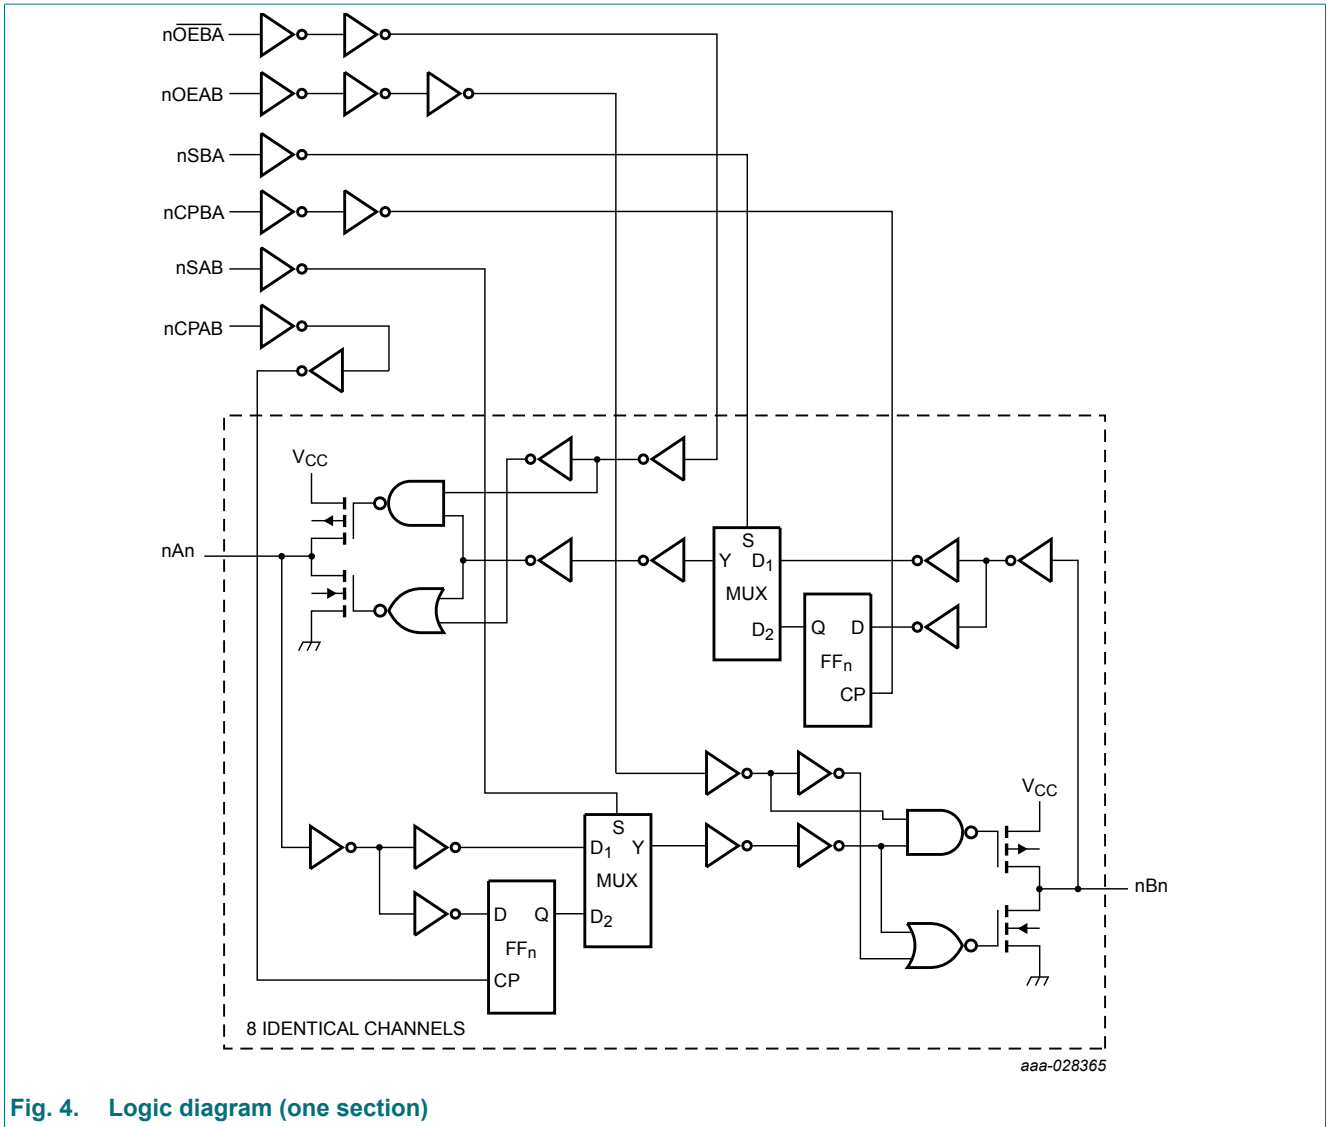 nO̅E̅B̅A̅
nOEAB
nSBA
nCPBA
nSAB
nCPAB
VCC
nAn
S
Y D1
MUX
D2
Q D
FFn
CP
VCC
S
D1 Y
MUX
D2
D Q
FFn
CP
nBn
8 IDENTICAL CHANNELS
aaa-028365
Fig. 4. Logic diagram (one section)